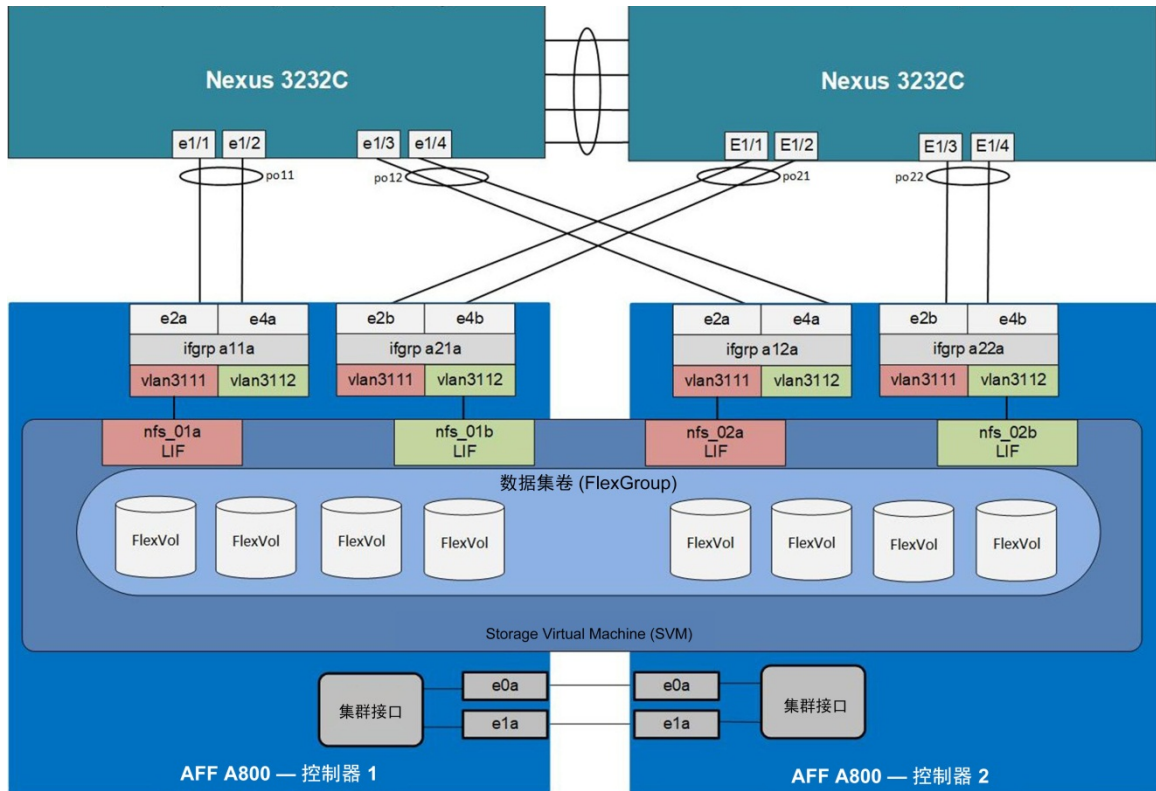 Nexus 3232C
Nexus 3232C
e1/1
e1/2
e1/3
e1/4
E1/1
E1/2
E1/3
E1/4
po11
po12
po21
po22
e2a
e4a
ifgrp a11a
vlan3111
vlan3112
e2b
e4b
ifgrp a21a
vlan3111
vlan3112
e2a
e4a
ifgrp a12a
vlan3111
vlan3112
e2b
e4b
ifgrp a22a
vlan3111
vlan3112
nfs_01a
LIF
nfs_01b
LIF
nfs_02a
LIF
nfs_02b
LIF
数据集卷 (FlexGroup)
FlexVol
FlexVol
FlexVol
FlexVol
FlexVol
FlexVol
FlexVol
FlexVol
Storage Virtual Machine (SVM)
集群接口
e0a
e1a
e0a
e1a
集群接口
AFF A800 — 控制器 1
AFF A800 — 控制器 2